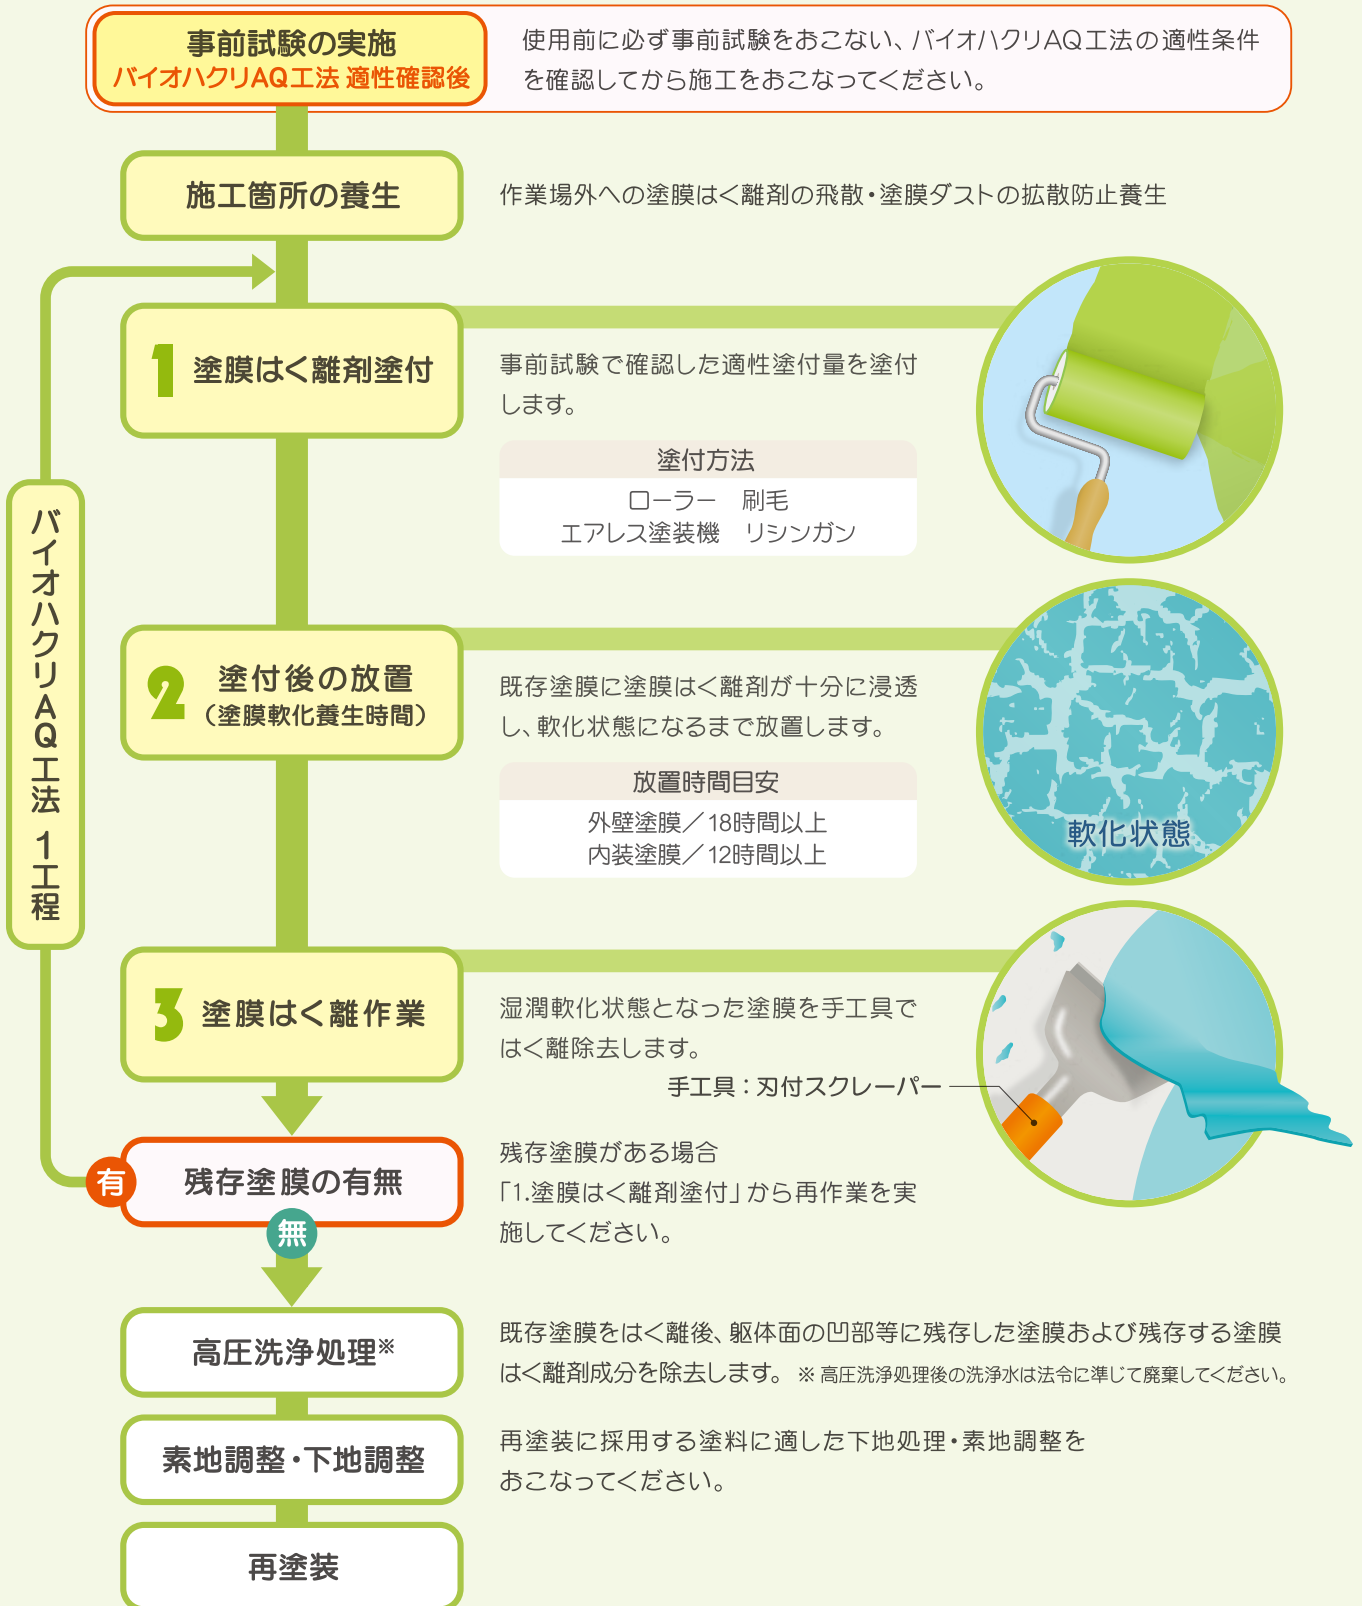 事前試験の実施
バイオハクリAQ工法 適性確認後
使用前に必ず事前試験をおこない、バイオハクリAQ工法の適性条件
を確認してから施工をおこなってください。
施工箇所の養生
作業場外への塗膜はく離剤の飛散・塗膜ダストの拡散防止養生
バイオハクリAQ工法 1工程
1 塗膜はく離剤塗付
事前試験で確認した適性塗付量を塗付
します。
塗付方法
ローラー 刷毛
エアレス塗装機 リシンガン
2 塗付後の放置
（塗膜軟化養生時間）
既存塗膜に塗膜はく離剤が十分に浸透
し、軟化状態になるまで放置します。
放置時間目安
外壁塗膜／18時間以上
内装塗膜／12時間以上
軟化状態
3 塗膜はく離作業
湿潤軟化状態となった塗膜を手工具で
はく離除去します。
手工具：刃付スクレーパー
有
残存塗膜の有無
無
残存塗膜がある場合
「1.塗膜はく離剤塗付」から再作業を実
施してください。
高圧洗浄処理※
既存塗膜をはく離後、躯体面の凹部等に残存した塗膜および残存する塗膜
はく離剤成分を除去します。 ※ 高圧洗浄処理後の洗浄水は法令に準じて廃棄してください。
素地調整・下地調整
再塗装に採用する塗料に適した下地処理・素地調整を
おこなってください。
再塗装